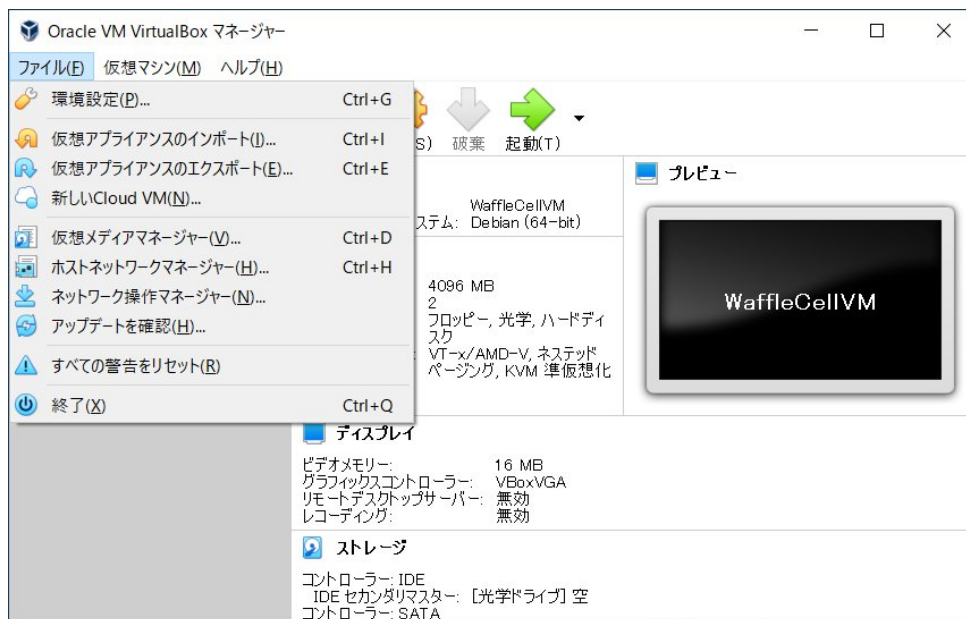 Oracle VM VirtualBox マネージャー
ファイル(F) 仮想マシン(M) ヘルプ(H)
環境設定(P)... Ctrl+G
仮想アプライアンスのインポート(I)... Ctrl+I
仮想アプライアンスのエクスポート(E)... Ctrl+E
新しいCloud VM(N)...
仮想メディアマネージャー(V)... Ctrl+D
ホストネットワークマネージャー(H)... Ctrl+H
ネットワーク操作マネージャー(N)...
アップデートを確認(H)...
すべての警告をリセット(R)
終了(X) Ctrl+Q
S) 破棄 起動(T)
WaffleCellVM
ステム: Debian (64-bit)
4096 MB
2
フロッピー, 光学, ハードディ
スク
: VT-x/AMD-V, ネステッド
ページング, KVM 準仮想化
プレビュー
WaffleCellVM
ディスプレイ
ビデオメモリー: 16 MB
グラフィックスコントローラー: VBoxVGA
リモートデスクトップサーバー: 無効
レコーディング: 無効
ストレージ
コントローラー: IDE
IDE セカンダリマスター: [光学ドライブ] 空
コントローラー: SATA